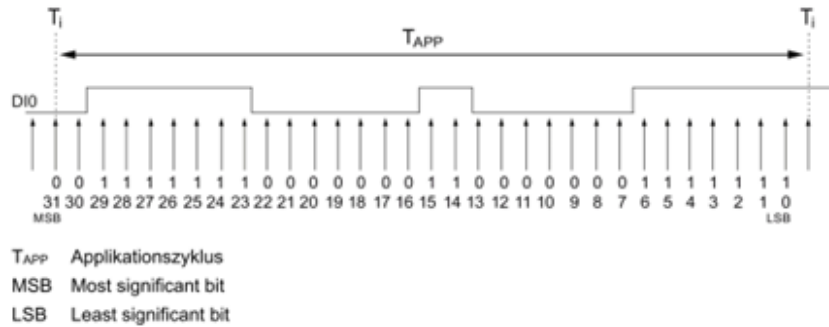 Ti Ti
TAPP
DI0
0 0 1 1 1 1 1 1 1 0 0 0 0 0 0 0 1 1 0 0 0 0 0 0 0 1 1 1 1 1 1 1
31 30 29 28 27 26 25 24 23 22 21 20 19 18 17 16 15 14 13 12 11 10 9 8 7 6 5 4 3 2 1 0
MSB LSB
TAPP Applikationszyklus
MSB Most significant bit
LSB Least significant bit